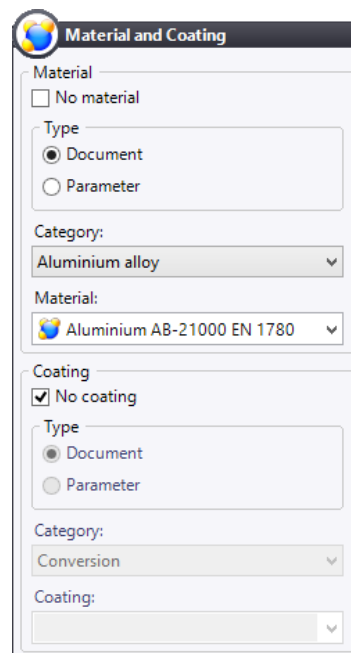 Material and Coating
Material
No material
Type
Document
Parameter
Category:
Aluminium alloy
Material:
Aluminium AB-21000 EN 1780
Coating
No coating
Type
Document
Parameter
Category:
Conversion
Coating: